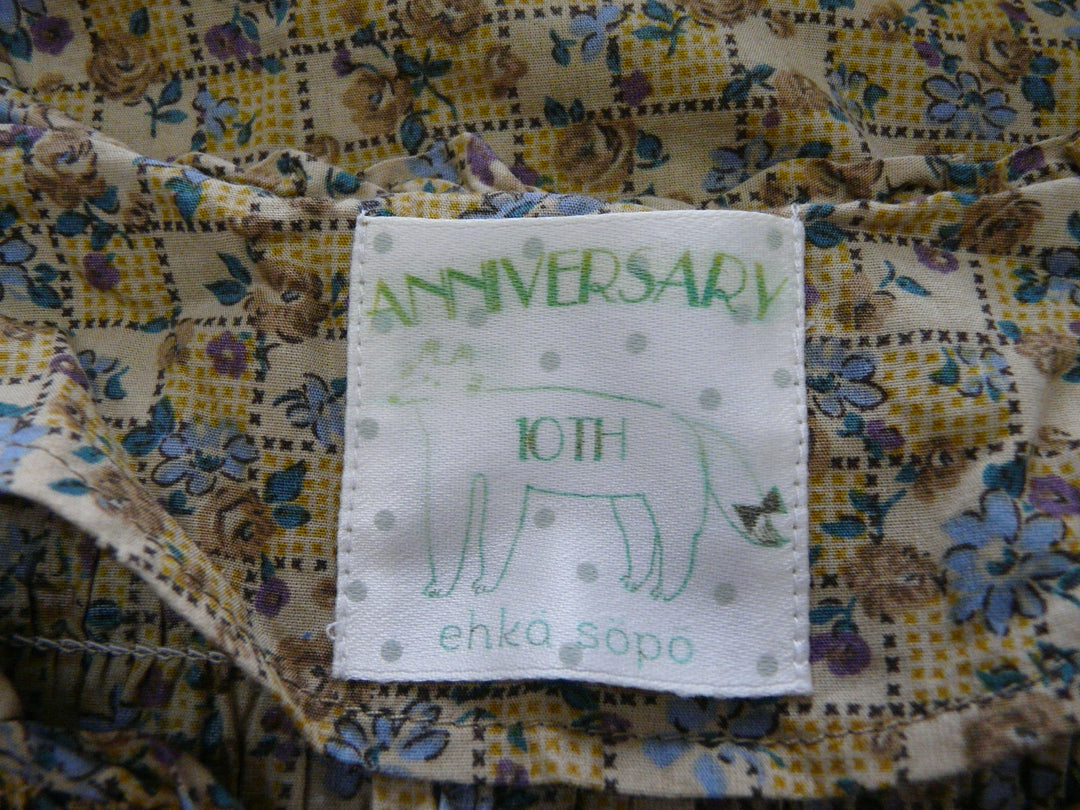 ANNIVERSARY
10TH
ehkä söpö